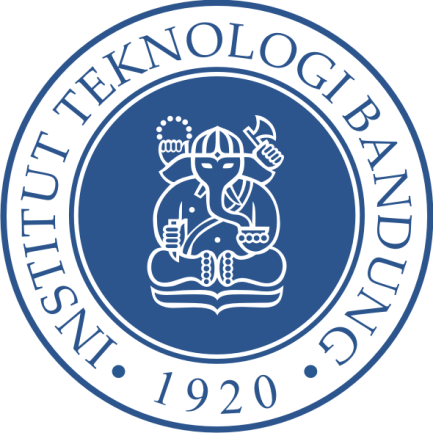 INSTITUT TEKNOLOGI BANDUNG
• 1920 •